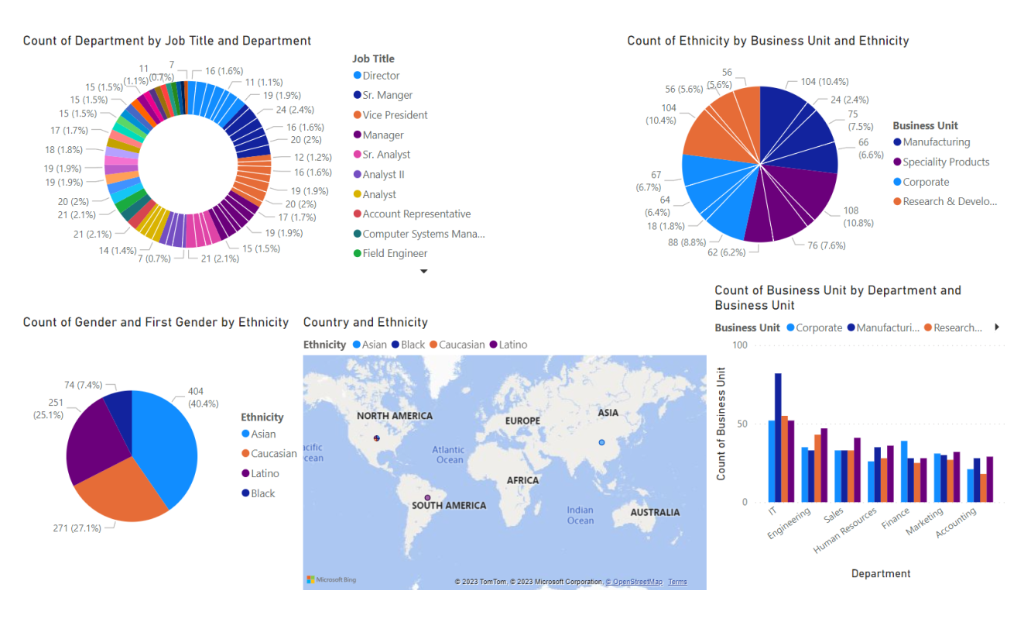 Count of Department by Job Title and Department
11
7
(0.7%)
16 (1.6%)
15 (1.5%)
(1.1%)
11 (1.1%)
15 (1.5%)
19 (1.9%)
15 (1.5%)
24 (2.4%)
17 (1.7%)
16 (1.6%)
18 (1.8%)
20 (2%)
19 (1.9%)
12 (1.2%)
19 (1.9%)
16 (1.6%)
20 (2%)
19 (1.9%)
21 (2.1%)
20 (2%)
21 (2.1%)
17 (1.7%)
14 (1.4%)
19 (1.9%)
7 (0.7%)
15 (1.5%)
21 (2.1%)
Job Title
Director
Sr. Manger
Vice President
Manager
Sr. Analyst
Analyst II
Analyst
Account Representative
Computer Systems Mana...
Field Engineer
Count of Ethnicity by Business Unit and Ethnicity
56
(5.6%)
56 (5.6%)
104
(10.4%)
104 (10.4%)
24 (2.4%)
75
(7.5%)
66
(6.6%)
67
(6.7%)
64
(6.4%)
18 (1.8%)
88 (8.8%)
62 (6.2%)
108
(10.8%)
76 (7.6%)
Business Unit
Manufacturing
Speciality Products
Corporate
Research & Develo...
Count of Gender and First Gender by Ethnicity
74 (7.4%)
251
(25.1%)
404
(40.4%)
271 (27.1%)
Ethnicity
Asian
Caucasian
Latino
Black
Country and Ethnicity
Ethnicity Asian Black Caucasian Latino
NORTH AMERICA
EUROPE
ASIA
acific
cean
Atlantic
Ocean
AFRICA
SOUTH AMERICA
Indian
Ocean
AUSTRALIA
Microsoft Bing
© 2023 TomTom, © 2023 Microsoft Corporation, © OpenStreetMap Terms
Count of Business Unit by Department and
Business Unit
Business Unit Corporate Manufacturi... Research...
100
50
0
Count of Business Unit
IT
Engineering
Sales
Human Resources
Finance
Marketing
Accounting
Department